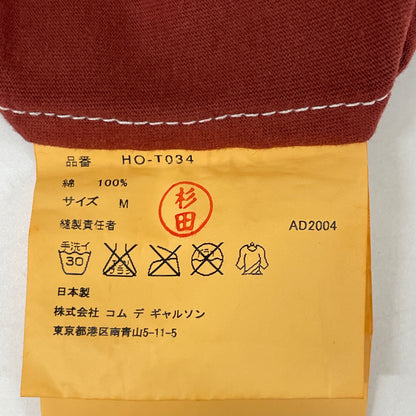 品番 HO-T034
綿 100%
サイズ M
杉田
縫製責任者 AD2004
手洗イ
30
日本製
株式会社 コム デ ギャルソン
東京都港区南青山5-11-5